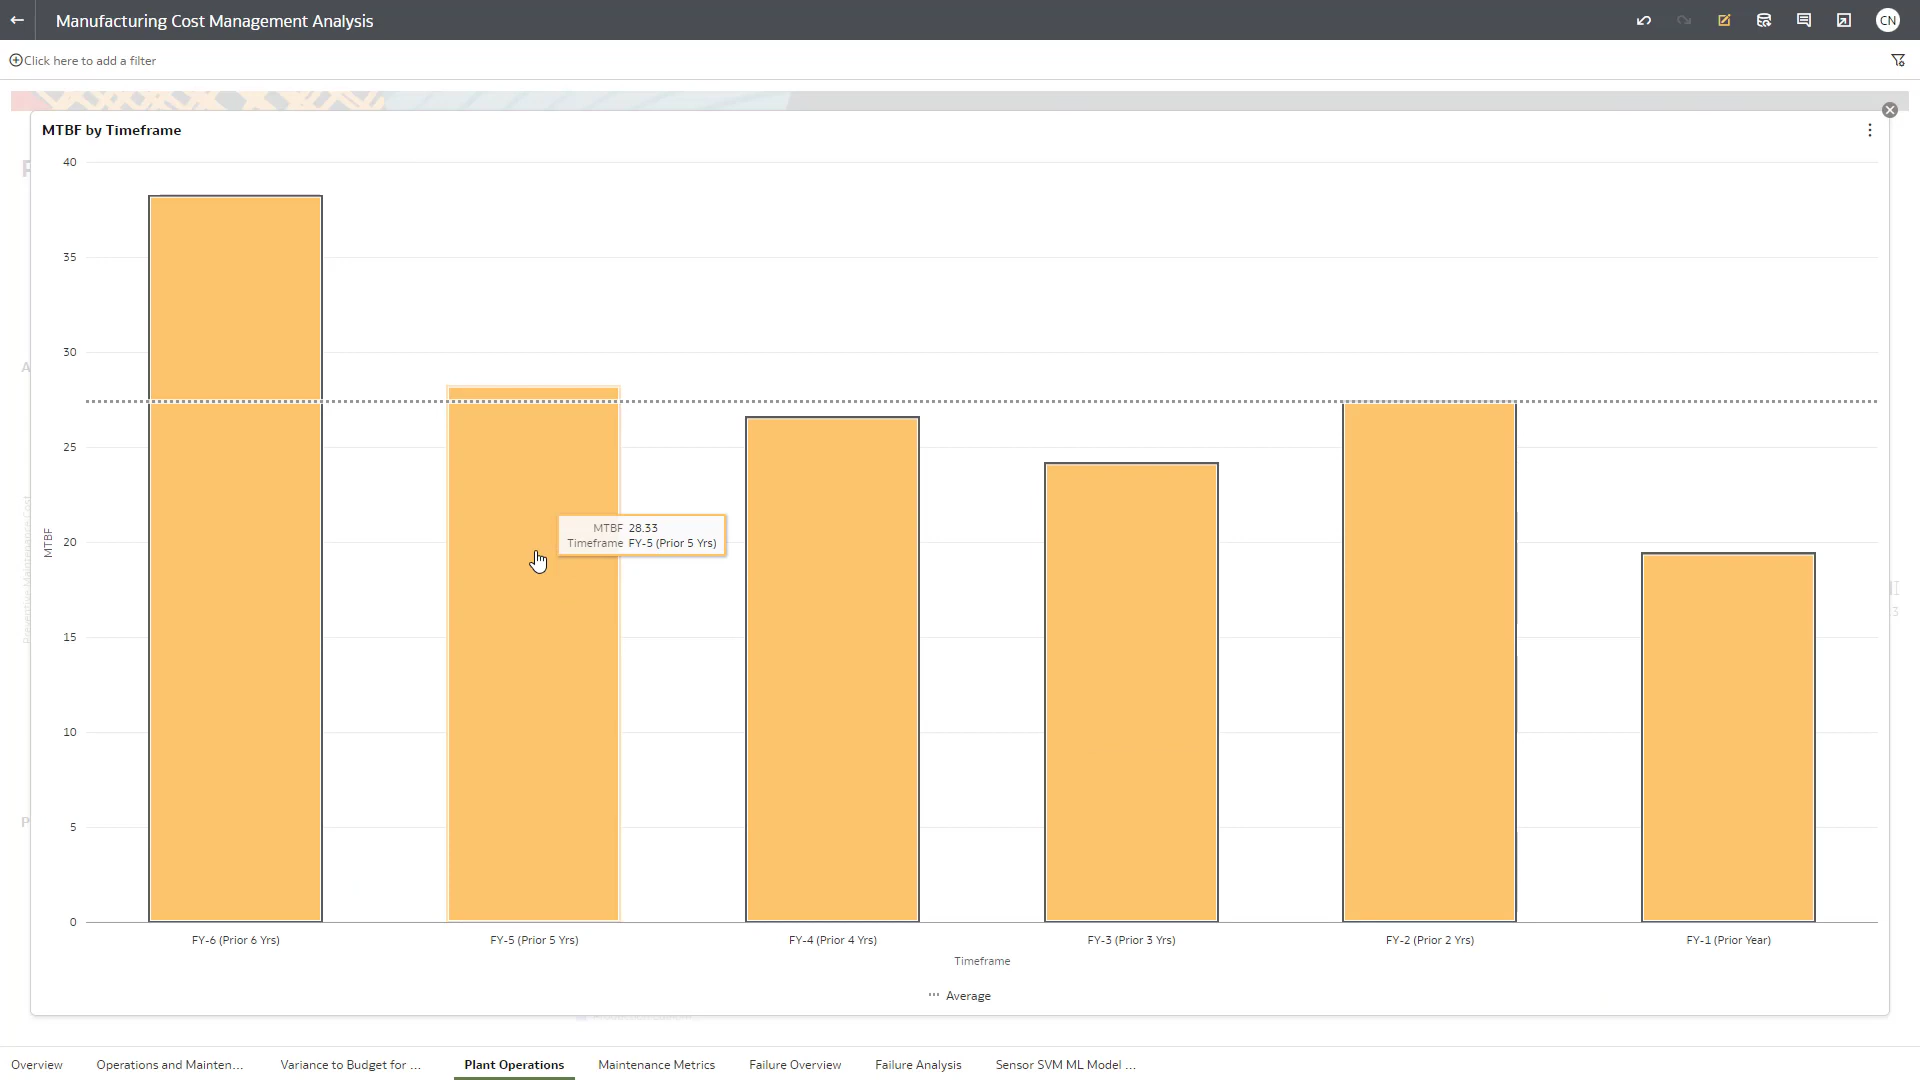 Manufacturing Cost Management Analysis
CN
Click here to add a filter
MTBF by Timeframe
40
35
30
25
20
15
10
5
0
MTBF
MTBF 28.33
Timeframe FY-5 (Prior 5 Yrs)
FY-6 (Prior 6 Yrs)
FY-5 (Prior 5 Yrs)
FY-4 (Prior 4 Yrs)
FY-3 (Prior 3 Yrs)
FY-2 (Prior 2 Yrs)
FY-1 (Prior Year)
Timeframe
Average
Preventive Maintenance Cost
Overview
Operations and Mainten...
Variance to Budget for ...
Plant Operations
Maintenance Metrics
Failure Overview
Failure Analysis
Sensor SVM ML Model ...